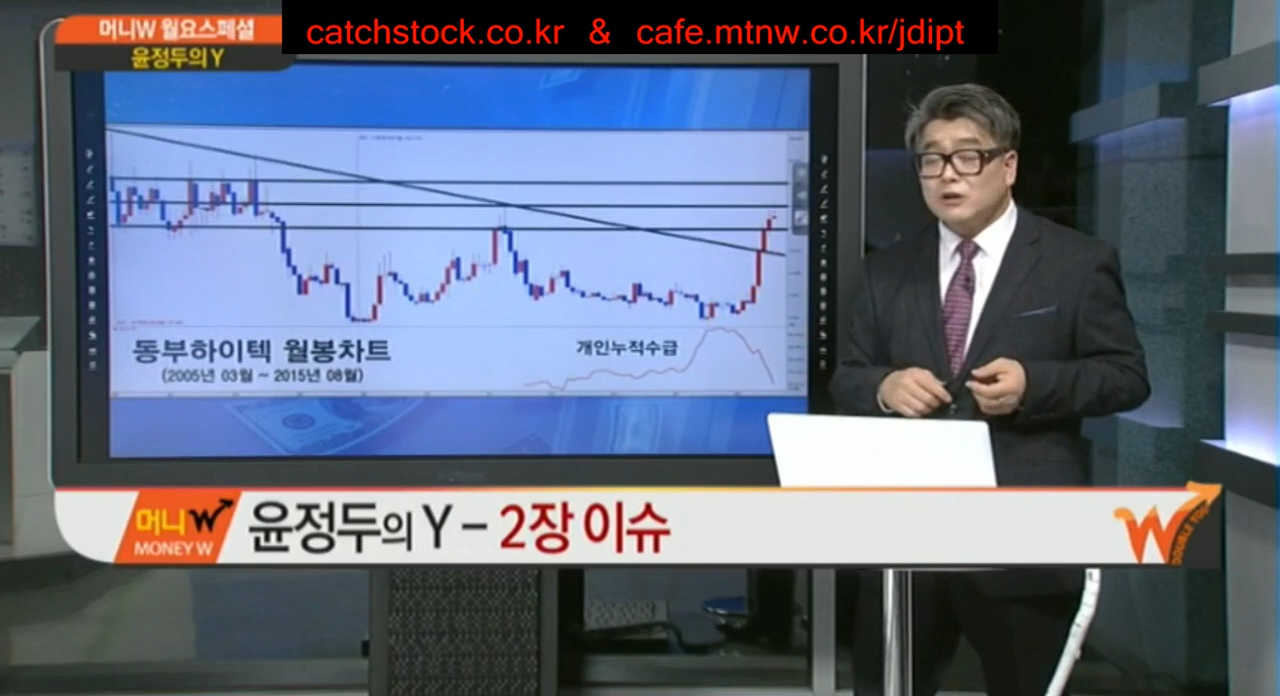 머니W 월요스페셜
윤정두의 Y
catchstock.co.kr & cafe.mtnw.co.kr/jdipt
동부하이텍 월봉차트
(2005년 03월 ~ 2015년 08월)
개인누적수급
머니W
MONEY W
윤정두의 Y – 2장 이슈
W